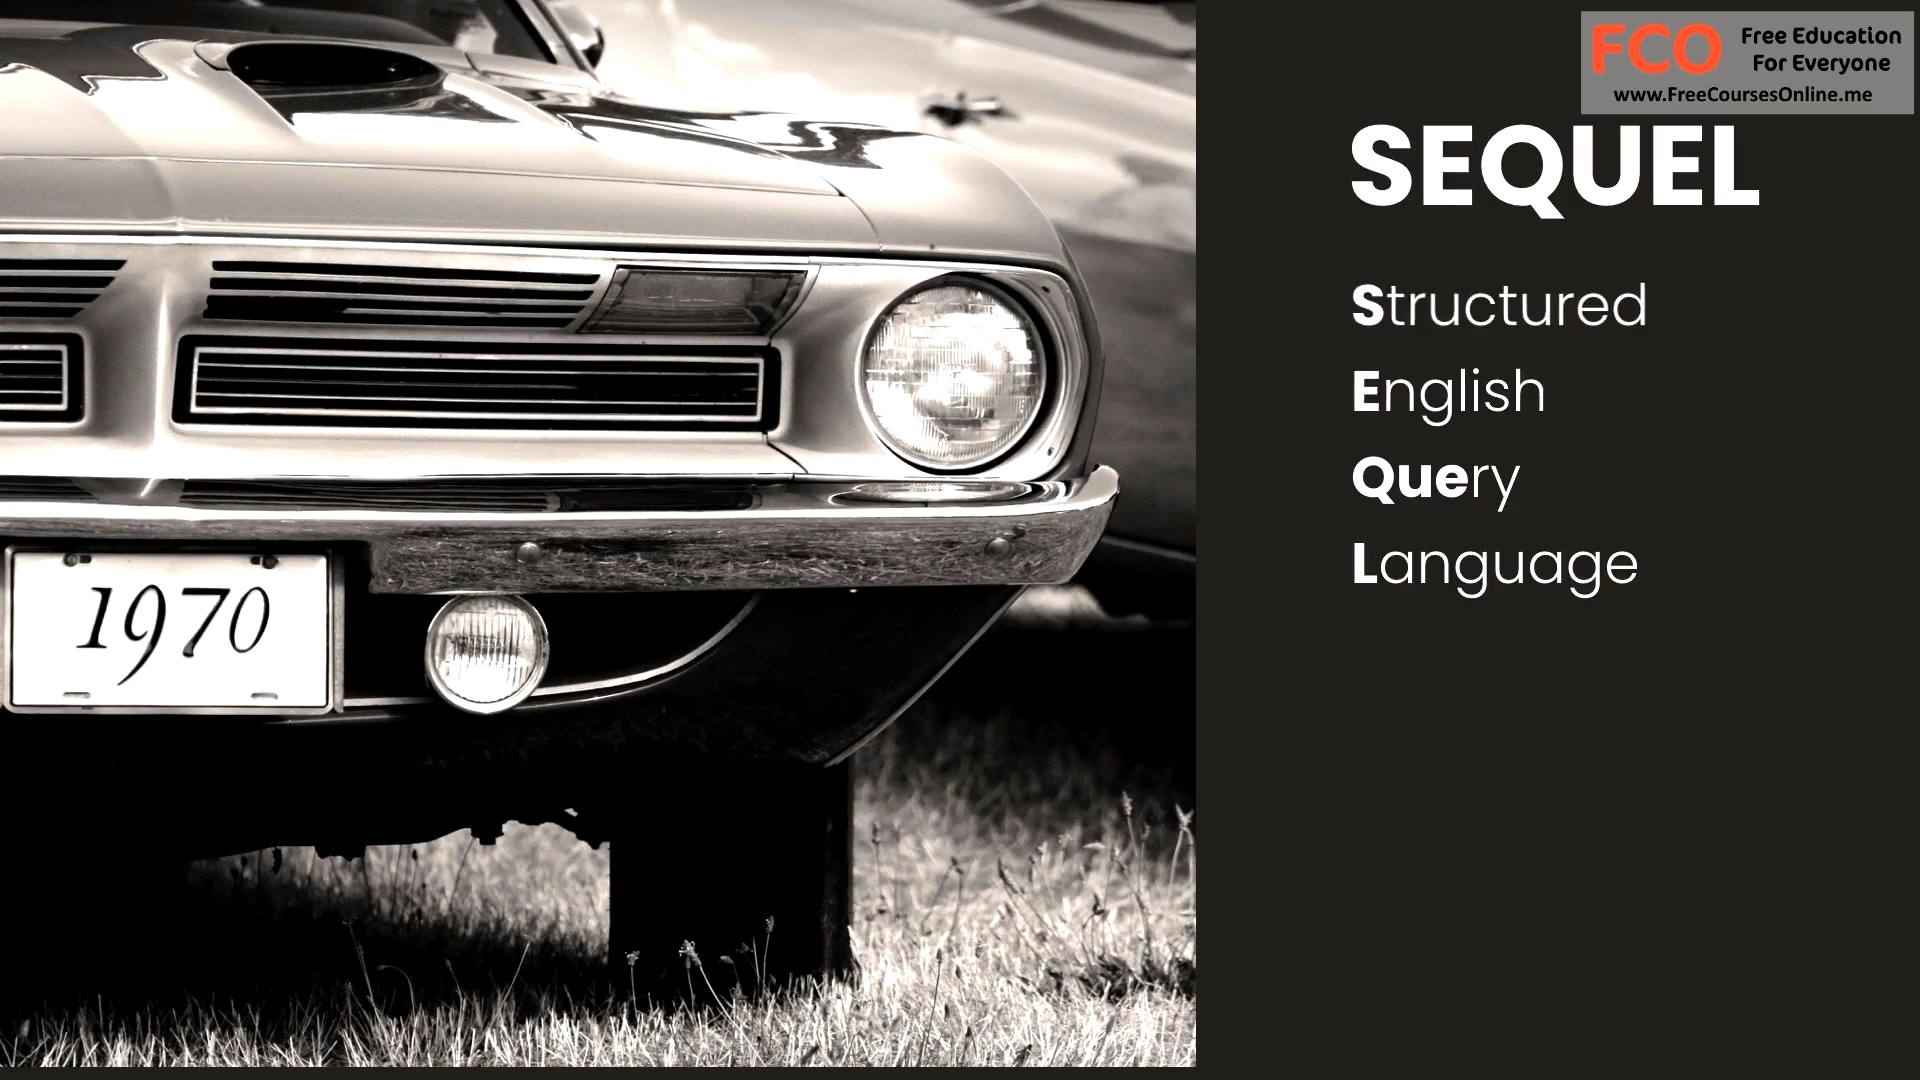 FCO
Free Education
For Everyone
www.FreeCoursesOnline.me
SEQUEL
Structured
English
Query
Language
1970